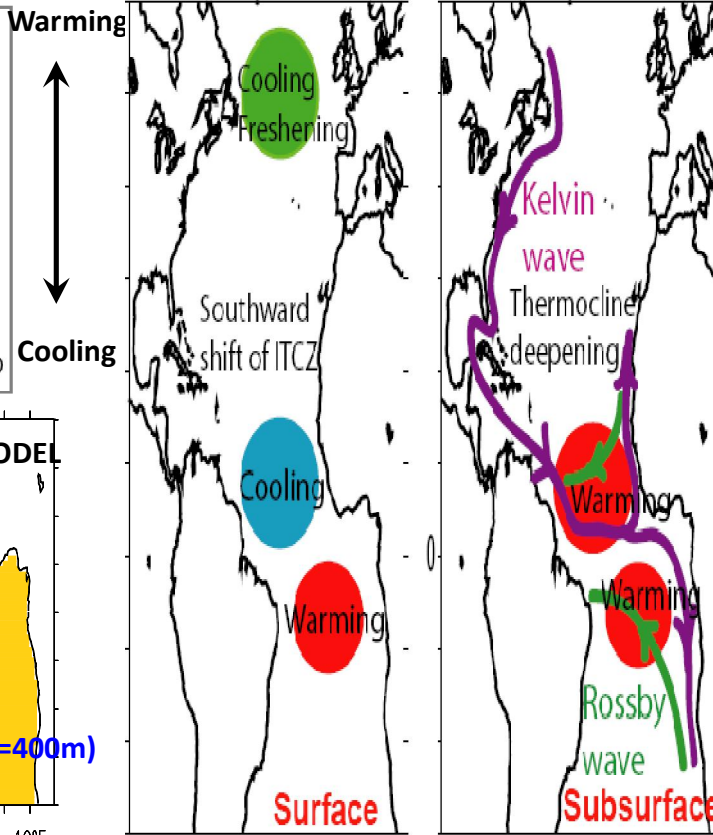 Warming
Cooling
ODEL
=400m)
Cooling
Freshening
Southward
shift of ITCZ
Cooling
Warming
Surface
0
Kelvin
wave
Thermocline
deepening
Warming
Warming
Rossby
wave
Subsurface